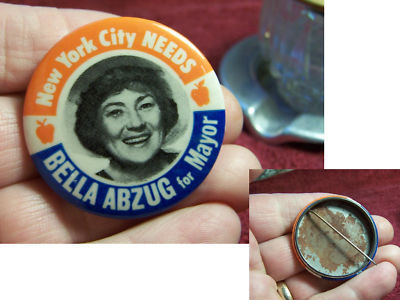 New York City NEEDS
BELLA ABZUG for Mayor